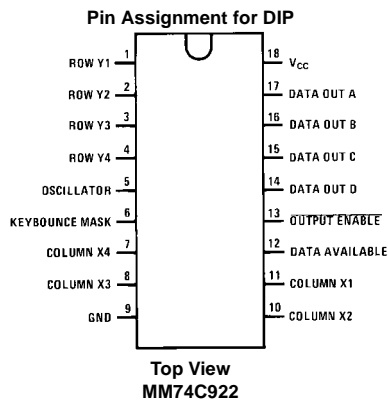 Pin Assignment for DIP
ROW Y1 1
18 VCC
ROW Y2 2
17 DATA OUT A
ROW Y3 3
16 DATA OUT B
ROW Y4 4
15 DATA OUT C
OSCILLATOR 5
14 DATA OUT D
KEYBOUNCE MASK 6
13 OUTPUT ENABLE
COLUMN X4 7
12 DATA AVAILABLE
COLUMN X3 8
11 COLUMN X1
GND 9
10 COLUMN X2
Top View
MM74C922